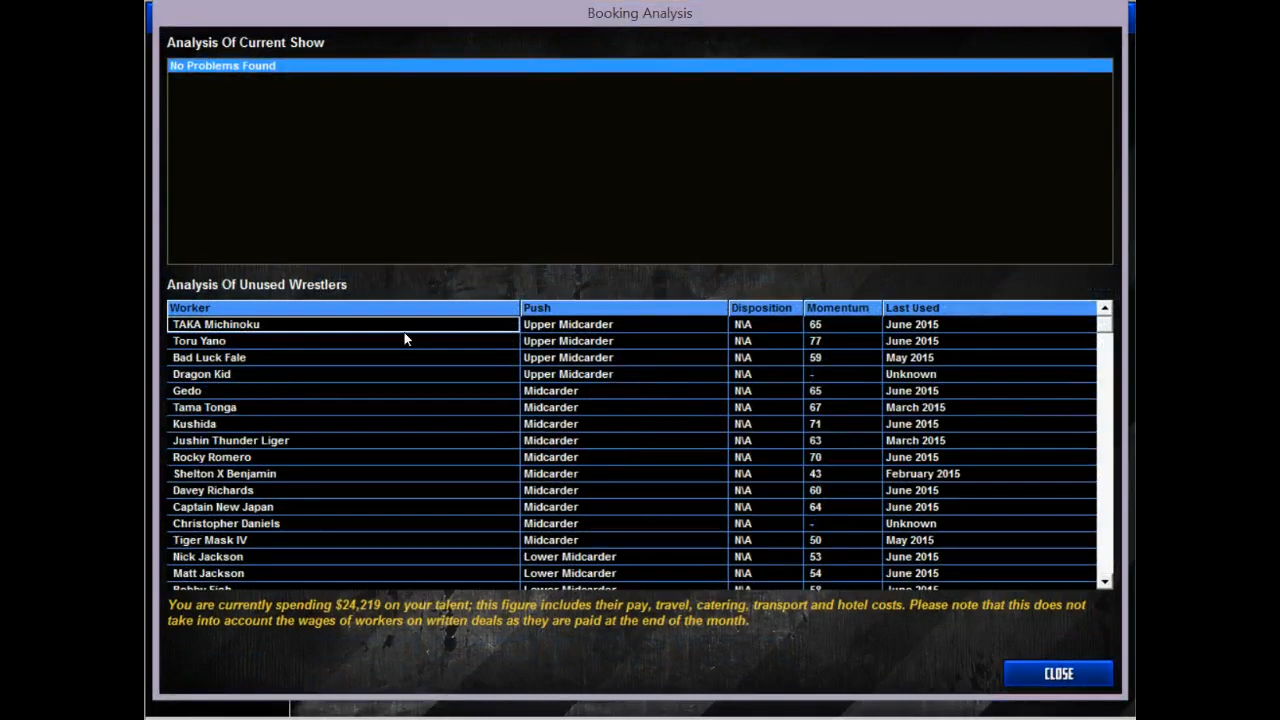 Booking Analysis
Analysis Of Current Show
No Problems Found
Analysis Of Unused Wrestlers
Worker Push Disposition Momentum Last Used
TAKA Michinoku Upper Midcarder N\A 65 June 2015
Toru Yano Upper Midcarder N\A 77 June 2015
Bad Luck Fale Upper Midcarder N\A 59 May 2015
Dragon Kid Upper Midcarder N\A - Unknown
Gedo Midcarder N\A 65 June 2015
Tama Tonga Midcarder N\A 67 March 2015
Kushida Midcarder N\A 71 June 2015
Jushin Thunder Liger Midcarder N\A 63 March 2015
Rocky Romero Midcarder N\A 70 June 2015
Shelton X Benjamin Midcarder N\A 43 February 2015
Davey Richards Midcarder N\A 60 June 2015
Captain New Japan Midcarder N\A 64 June 2015
Christopher Daniels Midcarder N\A - Unknown
Tiger Mask IV Midcarder N\A 50 May 2015
Nick Jackson Lower Midcarder N\A 53 June 2015
Matt Jackson Lower Midcarder N\A 54 June 2015
Bobby Fish Lower Midcarder N\A 58 June 2015
You are currently spending $24,219 on your talent; this figure includes their pay, travel, catering, transport and hotel costs. Please note that this does not
take into account the wages of workers on written deals as they are paid at the end of the month.
CLOSE